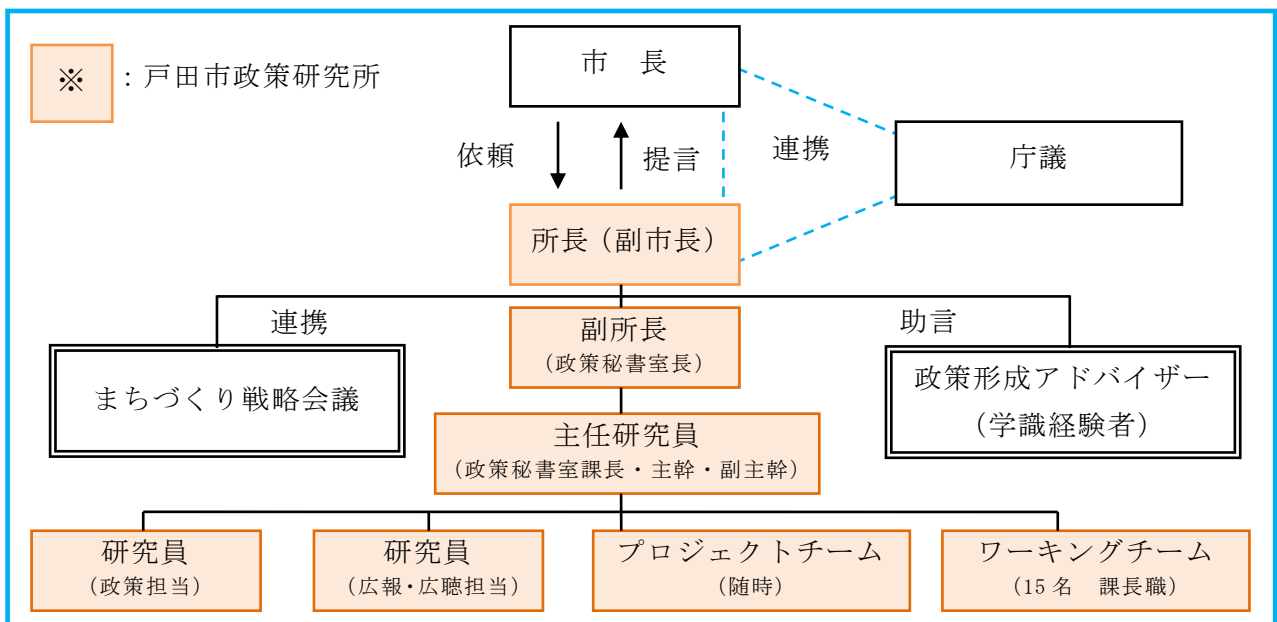 市　長
※
：戸田市政策研究所
依頼
提言
連携
庁議
所長（副市長）
連携
副所長
（政策秘書室長）
助言
まちづくり戦略会議
政策形成アドバイザー
（学識経験者）
主任研究員
（政策秘書室課長・主幹・副主幹）
研究員
（政策担当）
研究員
（広報・広聴担当）
プロジェクトチーム
（随時）
ワーキングチーム
（15名　課長職）